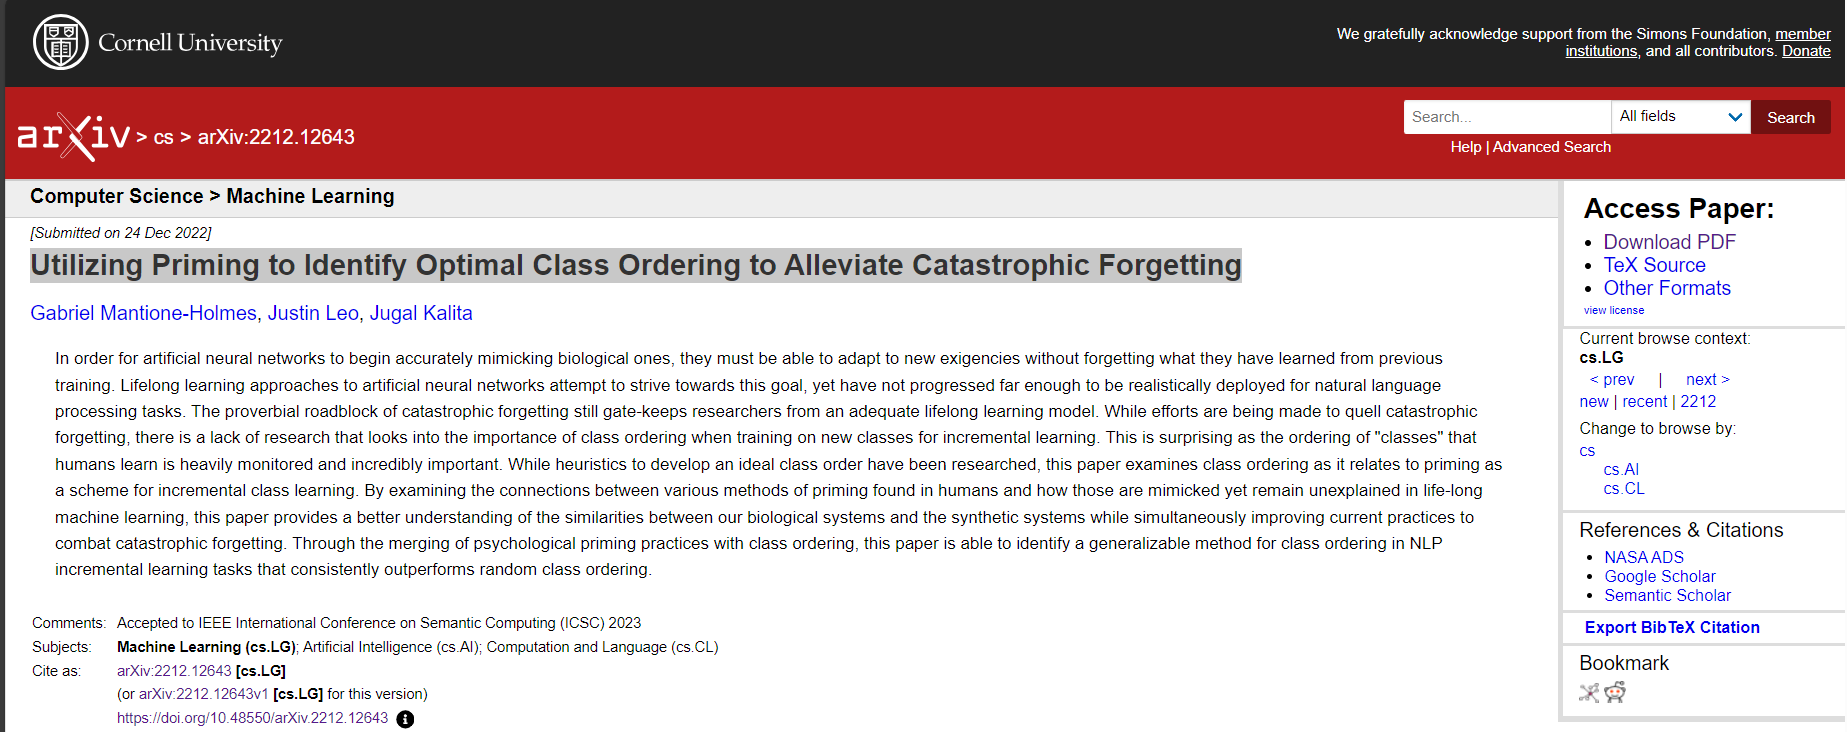 Cornell University
We gratefully acknowledge support from the Simons Foundation, member
institutions, and all contributors. Donate
arXiv > cs > arXiv:2212.12643
Search...
All fields
Search
Help | Advanced Search
Computer Science > Machine Learning
[Submitted on 24 Dec 2022]
Utilizing Priming to Identify Optimal Class Ordering to Alleviate Catastrophic Forgetting
Gabriel Mantione-Holmes, Justin Leo, Jugal Kalita
In order for artificial neural networks to begin accurately mimicking biological ones, they must be able to adapt to new exigencies without forgetting what they have learned from previous
training. Lifelong learning approaches to artificial neural networks attempt to strive towards this goal, yet have not progressed far enough to be realistically deployed for natural language
processing tasks. The proverbial roadblock of catastrophic forgetting still gate-keeps researchers from an adequate lifelong learning model. While efforts are being made to quell catastrophic
forgetting, there is a lack of research that looks into the importance of class ordering when training on new classes for incremental learning. This is surprising as the ordering of "classes" that
humans learn is heavily monitored and incredibly important. While heuristics to develop an ideal class order have been researched, this paper examines class ordering as it relates to priming as
a scheme for incremental class learning. By examining the connections between various methods of priming found in humans and how those are mimicked yet remain unexplained in life-long
machine learning, this paper provides a better understanding of the similarities between our biological systems and the synthetic systems while simultaneously improving current practices to
combat catastrophic forgetting. Through the merging of psychological priming practices with class ordering, this paper is able to identify a generalizable method for class ordering in NLP
incremental learning tasks that consistently outperforms random class ordering.
Comments: Accepted to IEEE International Conference on Semantic Computing (ICSC) 2023
Subjects: Machine Learning (cs.LG); Artificial Intelligence (cs.AI); Computation and Language (cs.CL)
Cite as: arXiv:2212.12643 [cs.LG]
(or arXiv:2212.12643v1 [cs.LG] for this version)
https://doi.org/10.48550/arXiv.2212.12643
Access Paper:
Download PDF
TeX Source
Other Formats
view license
Current browse context:
cs.LG
< prev | next >
new | recent | 2212
Change to browse by:
cs
cs.AI
cs.CL
References & Citations
NASA ADS
Google Scholar
Semantic Scholar
Export BibTeX Citation
Bookmark